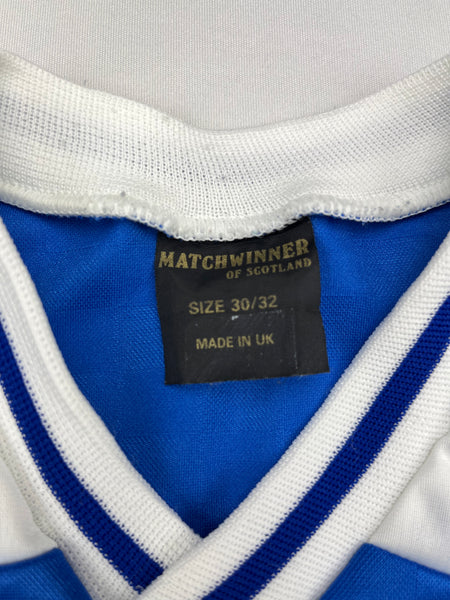 MATCHWINNER
OF SCOTLAND
SIZE 30/32
MADE IN UK